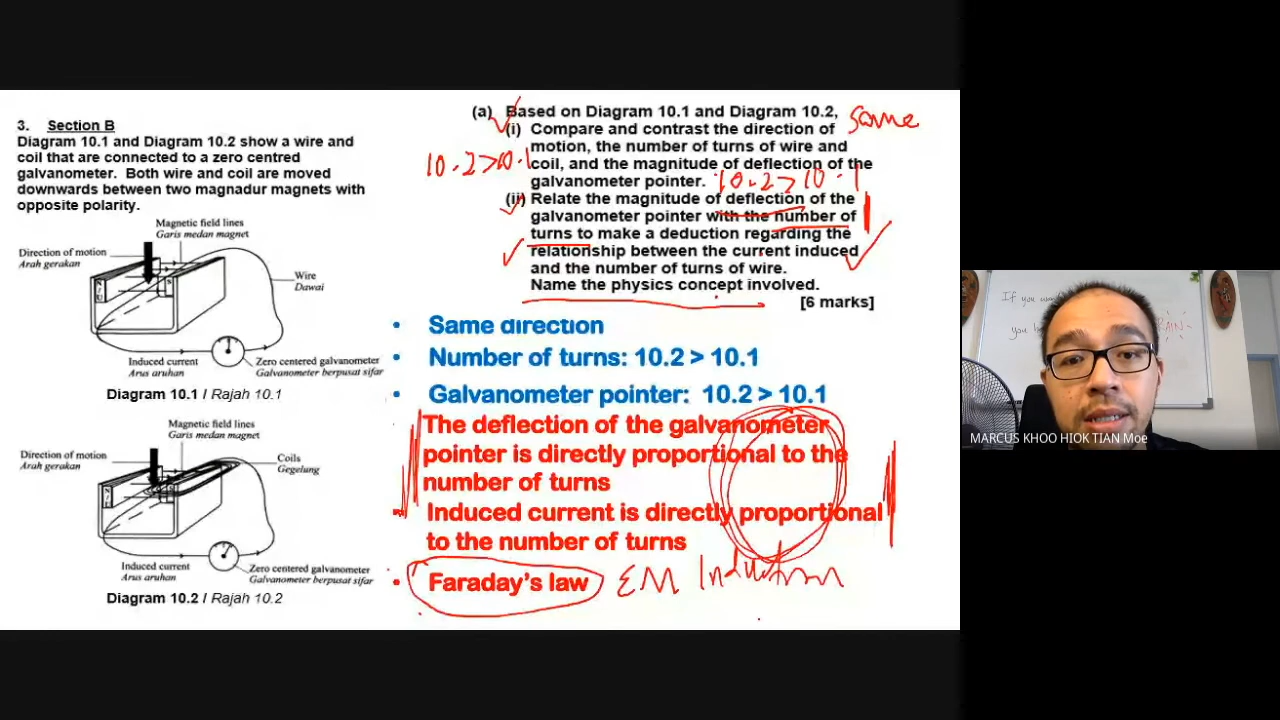 3. Section B
Diagram 10.1 and Diagram 10.2 show a wire and
coil that are connected to a zero centred
galvanometer. Both wire and coil are moved
downwards between two magnadur magnets with
opposite polarity.
Magnetic field lines
Garis medan magnet
Direction of motion
Arah gerakan
Wire
Dawai
Induced current
Arus aruhan
Zero centered galvanometer
Galvanometer berpusat sifar
Diagram 10.1 / Rajah 10.1
Magnetic field lines
Garis medan magnet
Direction of motion
Arah gerakan
Coils
Gegelung
Induced current
Arus aruhan
Zero centered galvanometer
Galvanometer berpusat sifar
Diagram 10.2 / Rajah 10.2
(a) Based on Diagram 10.1 and Diagram 10.2,
same
(i) Compare and contrast the direction of
motion, the number of turns of wire and
10.2 > 10.1
coil, and the magnitude of deflection of the
galvanometer pointer.
10.2 > 10.1
(ii) Relate the magnitude of deflection of the
galvanometer pointer with the number of
turns to make a deduction regarding the
relationship between the current induced
and the number of turns of wire.
Name the physics concept involved.
[6 marks]
• Same direction
• Number of turns: 10.2 > 10.1
• Galvanometer pointer: 10.2 > 10.1
The deflection of the galvanometer
pointer is directly proportional to the
number of turns
• Induced current is directly proportional
to the number of turns
• Faraday's law
EM Induction
If you
you
MARCUS KHOO HIOK TIAN Moe